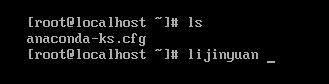 [root@localhost ~]# ls
anaconda-ks.cfg
[root@localhost ~]# lijinyuan _